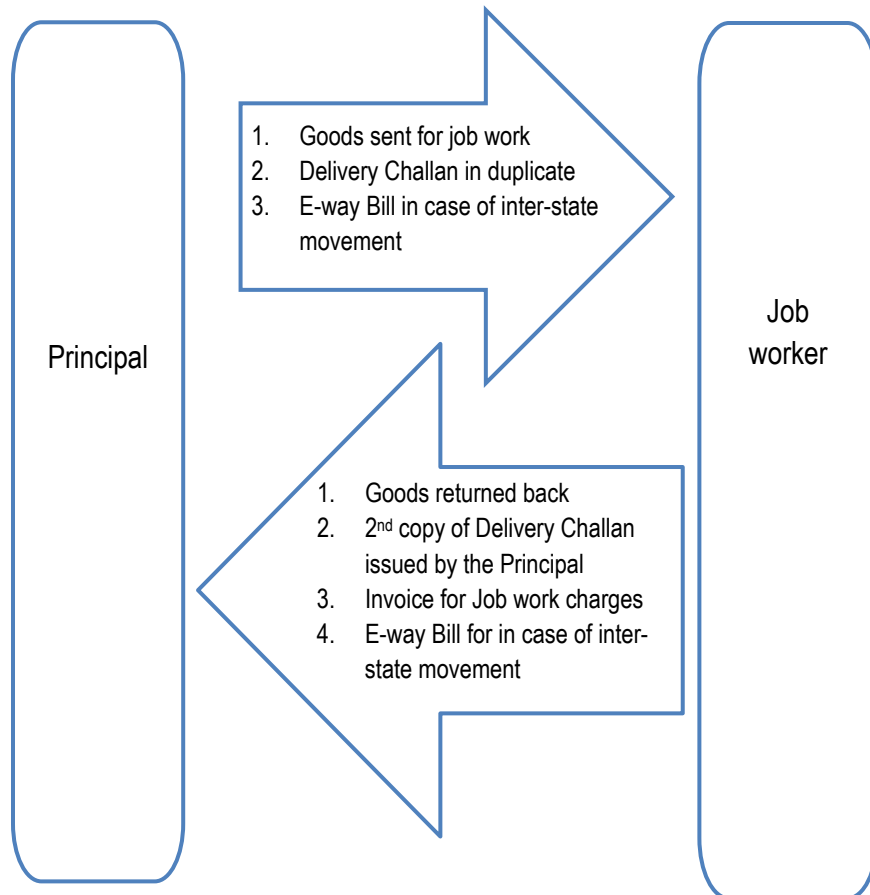 Principal
1. Goods sent for job work
2. Delivery Challan in duplicate
3. E-way Bill in case of inter-state
movement
Job
worker
1. Goods returned back
2. 2nd copy of Delivery Challan
issued by the Principal
3. Invoice for Job work charges
4. E-way Bill for in case of inter-
state movement